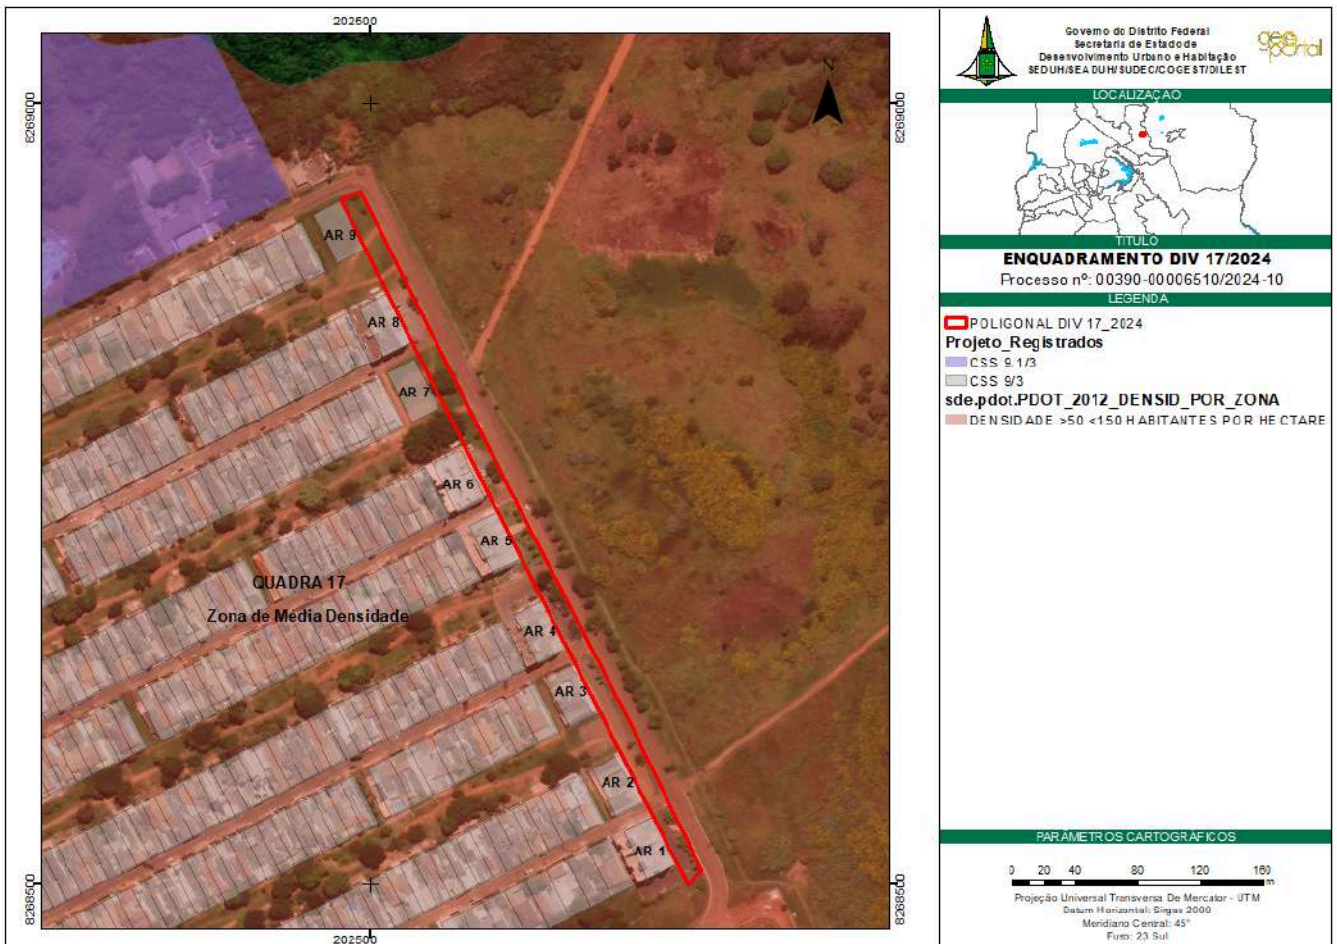 202500
8269000
8269000
N
AR 9
AR 8
AR 7
AR 6
AR 5
QUADRA 17
Zona de Média Densidade
AR 4
AR 3
AR 2
AR 1
8268500
8268500
202500
Governo do Distrito Federal
Secretaria de Estado de
Desenvolvimento Urbano e Habitação
SEDUH/SEADUH/SUDEC/COGEST/DILEST
geo
portal
LOCALIZAÇÃO
TÍTULO
ENQUADRAMENTO DIV 17/2024
Processo nº: 00390-00006510/2024-10
LEGENDA
POLIGONAL DIV 17_2024
Projeto_Registrados
CSS 9.1/3
CSS 9/3
sde.pdot.PDOT_2012_DENSID_POR_ZONA
DENSIDADE >50 <150 HABITANTES POR HECTARE
PARÂMETROS CARTOGRÁFICOS
0 20 40 80 120 160
m
Projeção Universal Transversa De Mercator - UTM
Datum Horizontal: Sirgas 2000
Meridiano Central: 45°
Fuso: 23 Sul